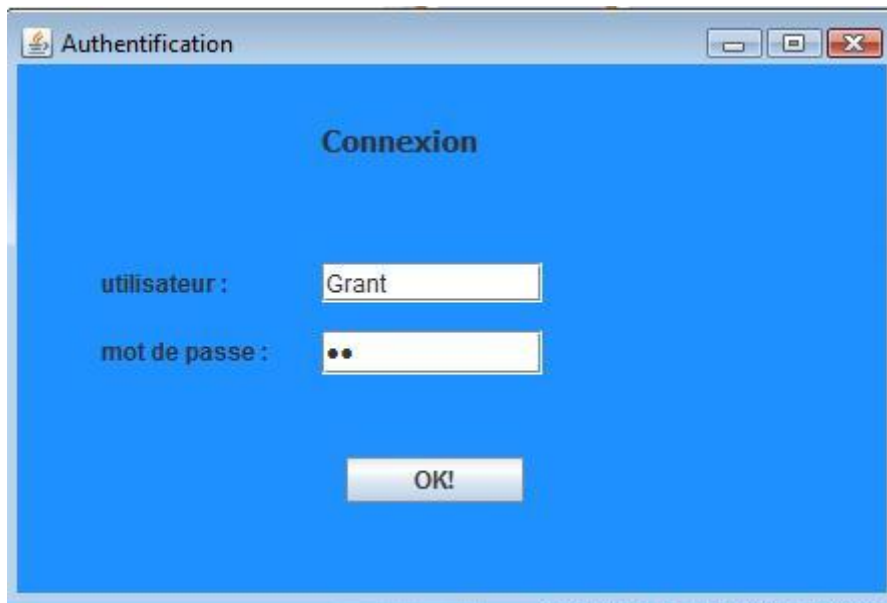 Authentification
Connexion
utilisateur :
Grant
mot de passe :
●●
OK!